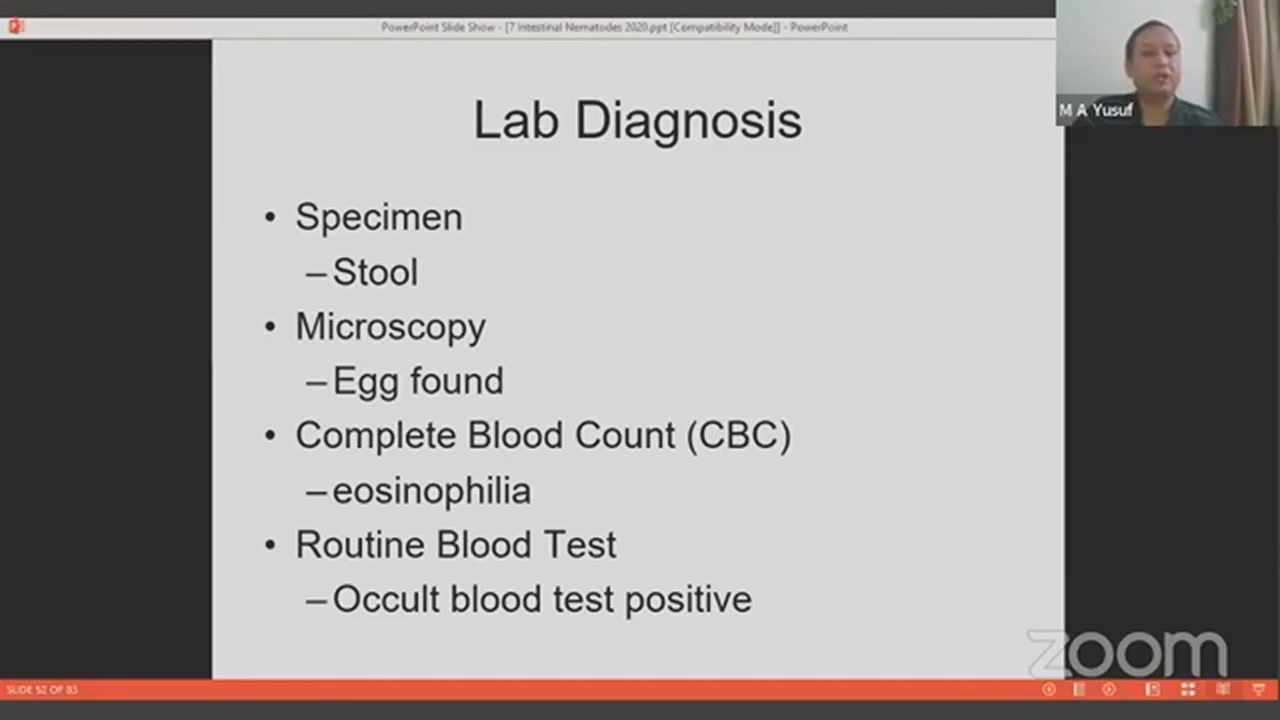 PowerPoint Slide Show - [7 Intestinal Nematodes 2020.ppt [Compatibility Mode]] - PowerPoint
M A Yusuf
Lab Diagnosis
• Specimen
–Stool
• Microscopy
–Egg found
• Complete Blood Count (CBC)
–eosinophilia
• Routine Blood Test
–Occult blood test positive
zoom
SLIDE 52 OF 83